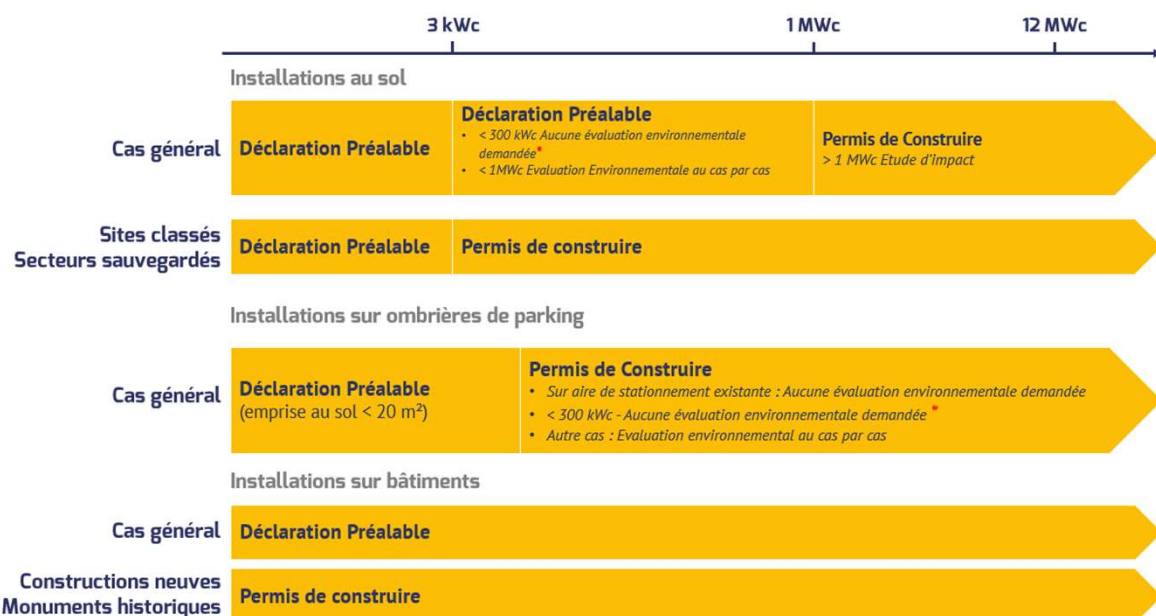 3 kWc
1 MWc
12 MWc
Installations au sol
Cas général
Déclaration Préalable
Déclaration Préalable
• < 300 kWc Aucune évaluation environnementale
demandée*
• < 1MWc Evaluation Environnementale au cas par cas
Permis de Construire
> 1 MWc Etude d'impact
Sites classés
Secteurs sauvegardés
Déclaration Préalable
Permis de construire
Installations sur ombrières de parking
Cas général
Déclaration Préalable
(emprise au sol < 20 m²)
Permis de Construire
• Sur aire de stationnement existante : Aucune évaluation environnementale demandée
• < 300 kWc - Aucune évaluation environnementale demandée *
• Autre cas : Evaluation environnemental au cas par cas
Installations sur bâtiments
Cas général
Déclaration Préalable
Constructions neuves
Monuments historiques
Permis de construire